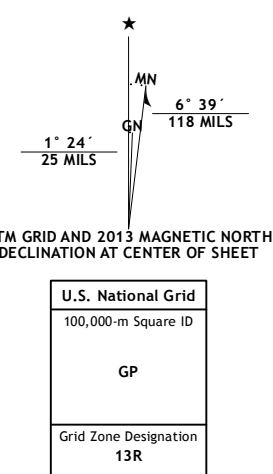 ★
MN
GN
6° 39´
118 MILS
1° 24´
25 MILS
TM GRID AND 2013 MAGNETIC NORTH
DECLINATION AT CENTER OF SHEET
U.S. National Grid
100,000-m Square ID
GP
Grid Zone Designation
13R